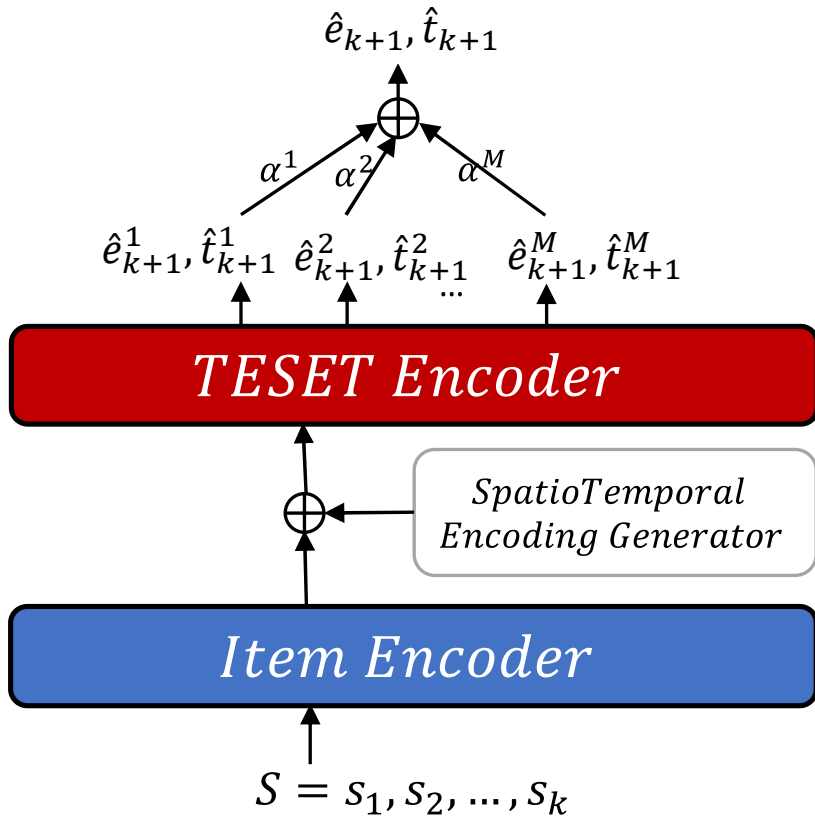 ê_{k+1}, t̂_{k+1}
α^1 α^2 α^M
ê^1_{k+1}, t̂^1_{k+1} ê^2_{k+1}, t̂^2_{k+1} ... ê^M_{k+1}, t̂^M_{k+1}
TESET Encoder
SpatioTemporal
Encoding Generator
Item Encoder
S = s_1, s_2, ..., s_k